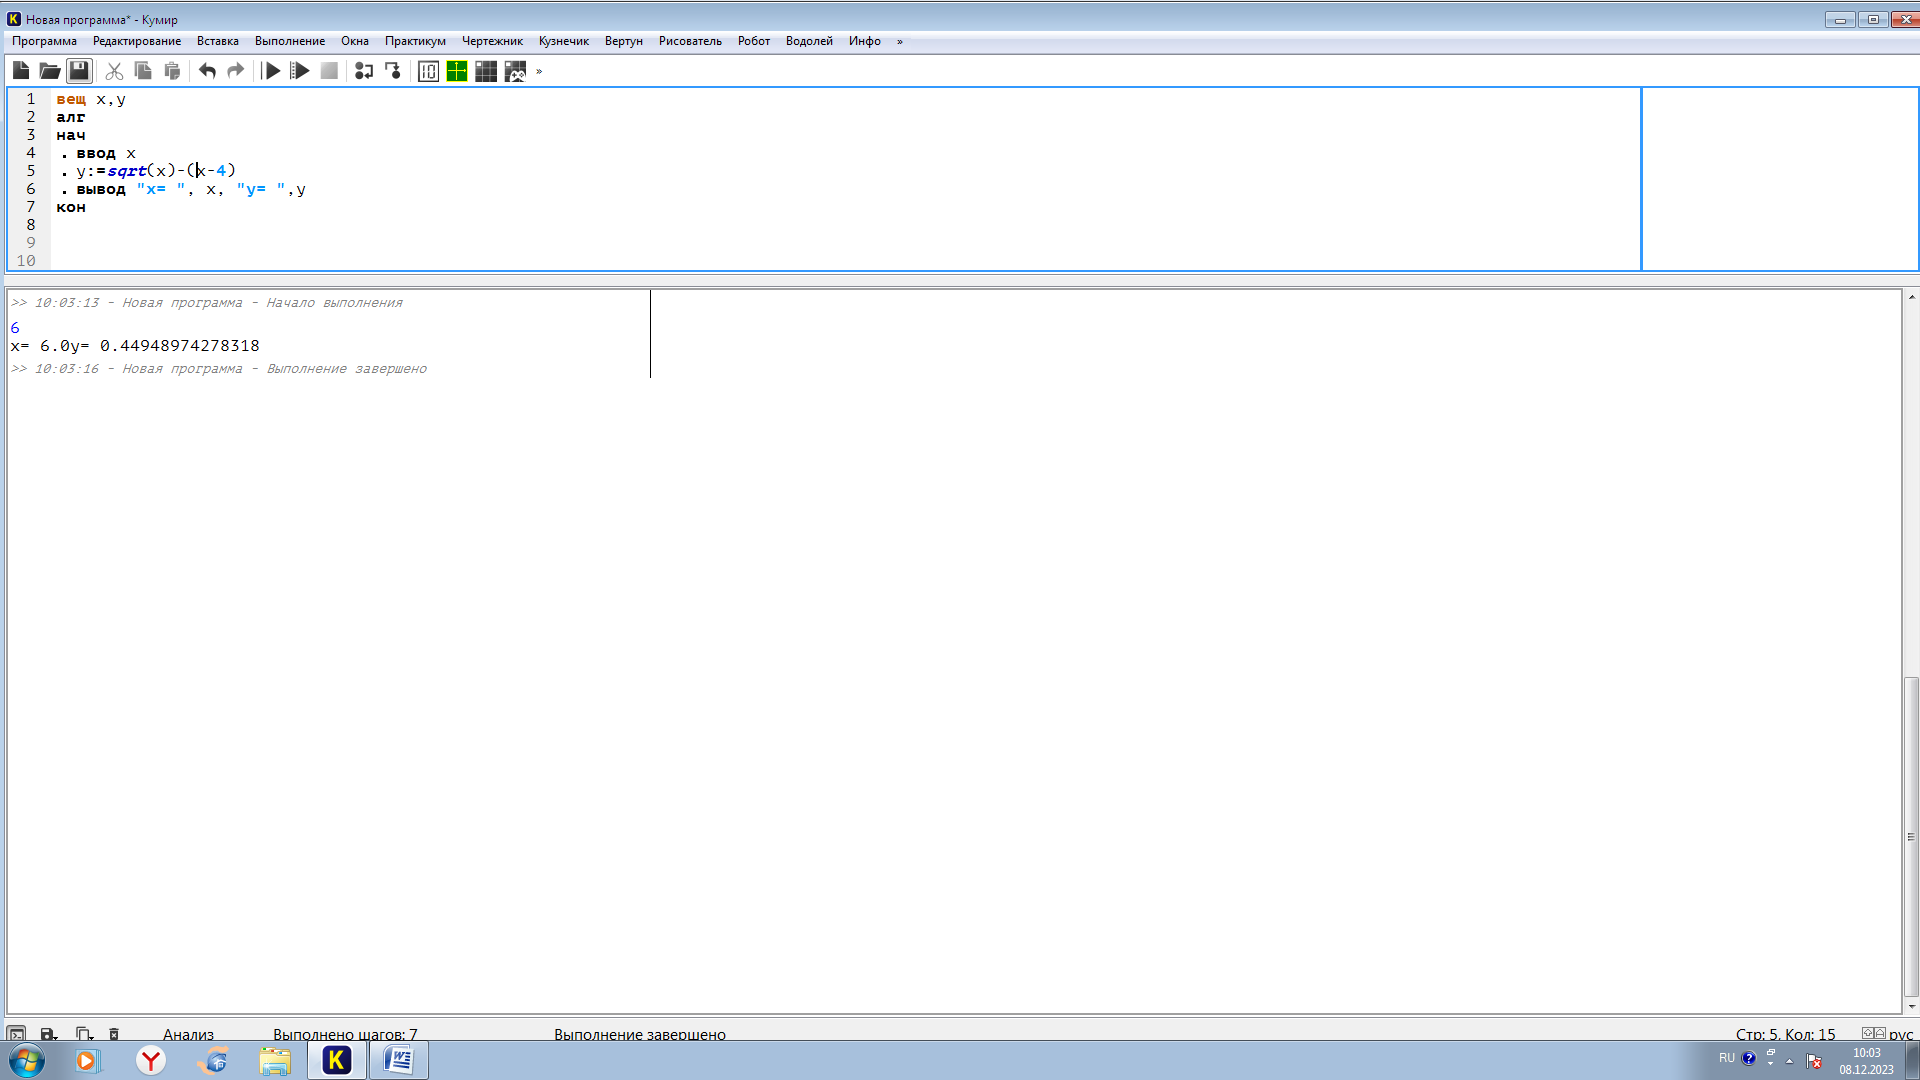 Новая программа* - Кумир
Программа Редактирование Вставка Выполнение Окна Практикум Чертежник Кузнечик Вертун Рисователь Робот Водолей Инфо »
»
1 вещ x,y
2 алг
3 нач
4 . ввод x
5 . y:=sqrt(x)-(x-4)
6 . вывод "x= ", x, "y= ",y
7 кон
8
9
10
>> 10:03:13 - Новая программа - Начало выполнения
6
x= 6.0y= 0.44948974278318
>> 10:03:16 - Новая программа - Выполнение завершено
Анализ Выполнено шагов: 7 Выполнение завершено Стр: 5, Кол: 15 рус
RU 10:03
08.12.2023